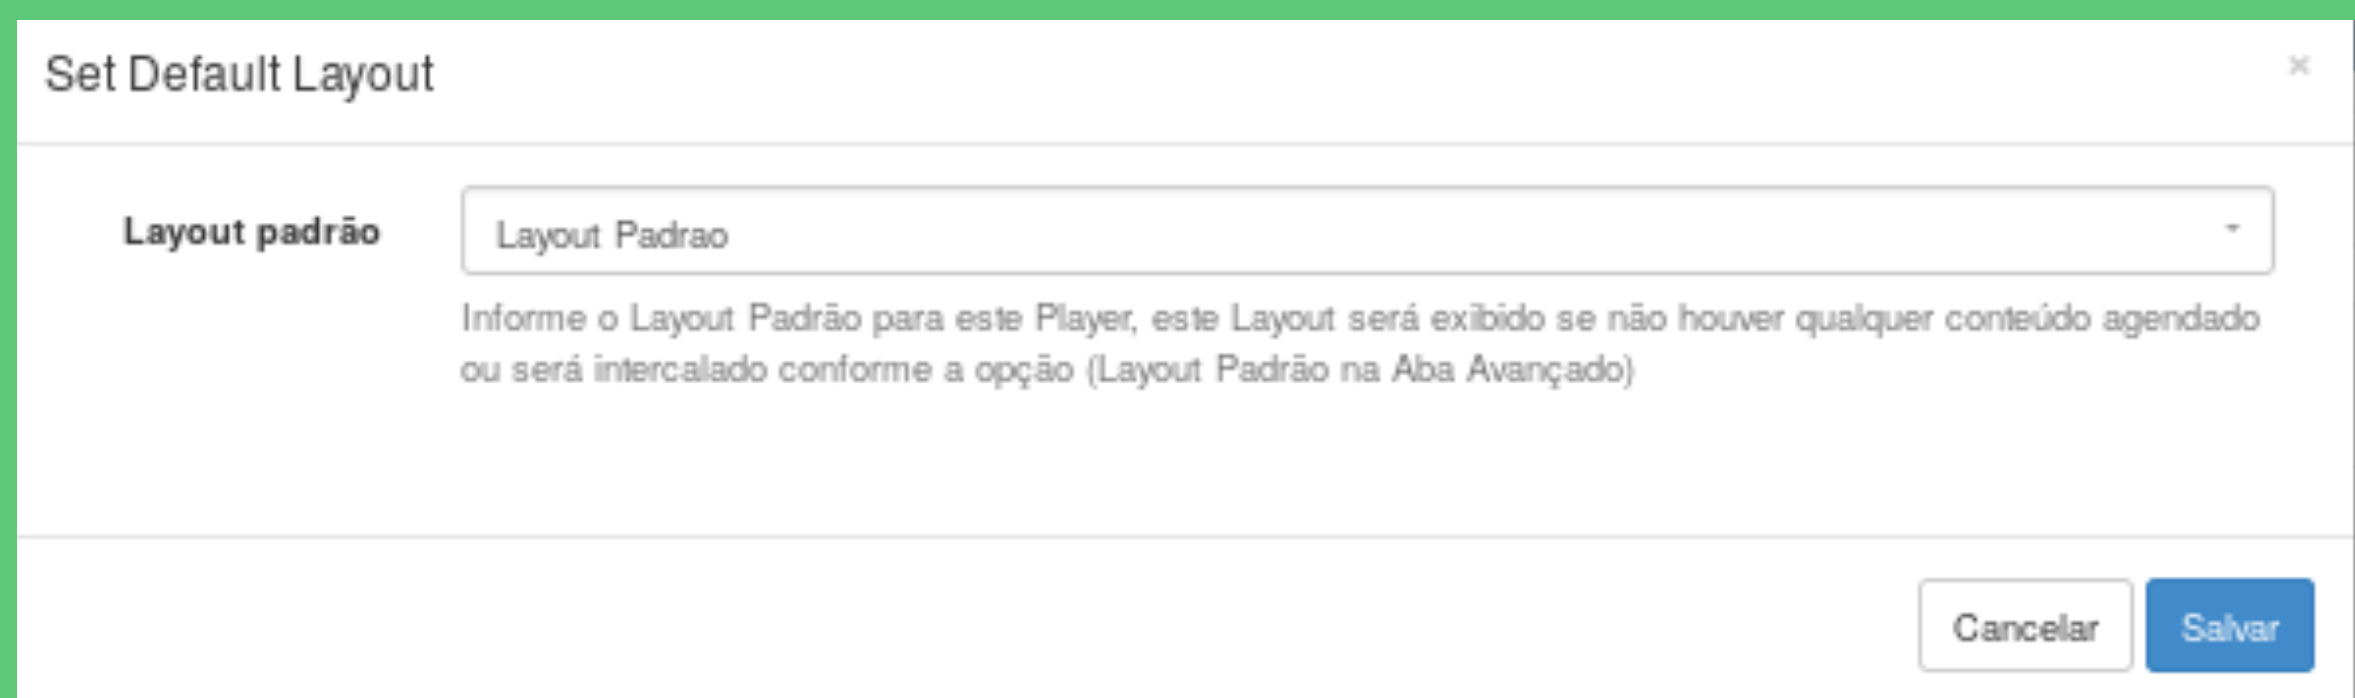 Set Default Layout
×
Layout padrão
Layout Padrao
Informe o Layout Padrão para este Player, este Layout será exibido se não houver qualquer conteúdo agendado
ou será intercalado conforme a opção (Layout Padrão na Aba Avançado)
Cancelar
Salvar